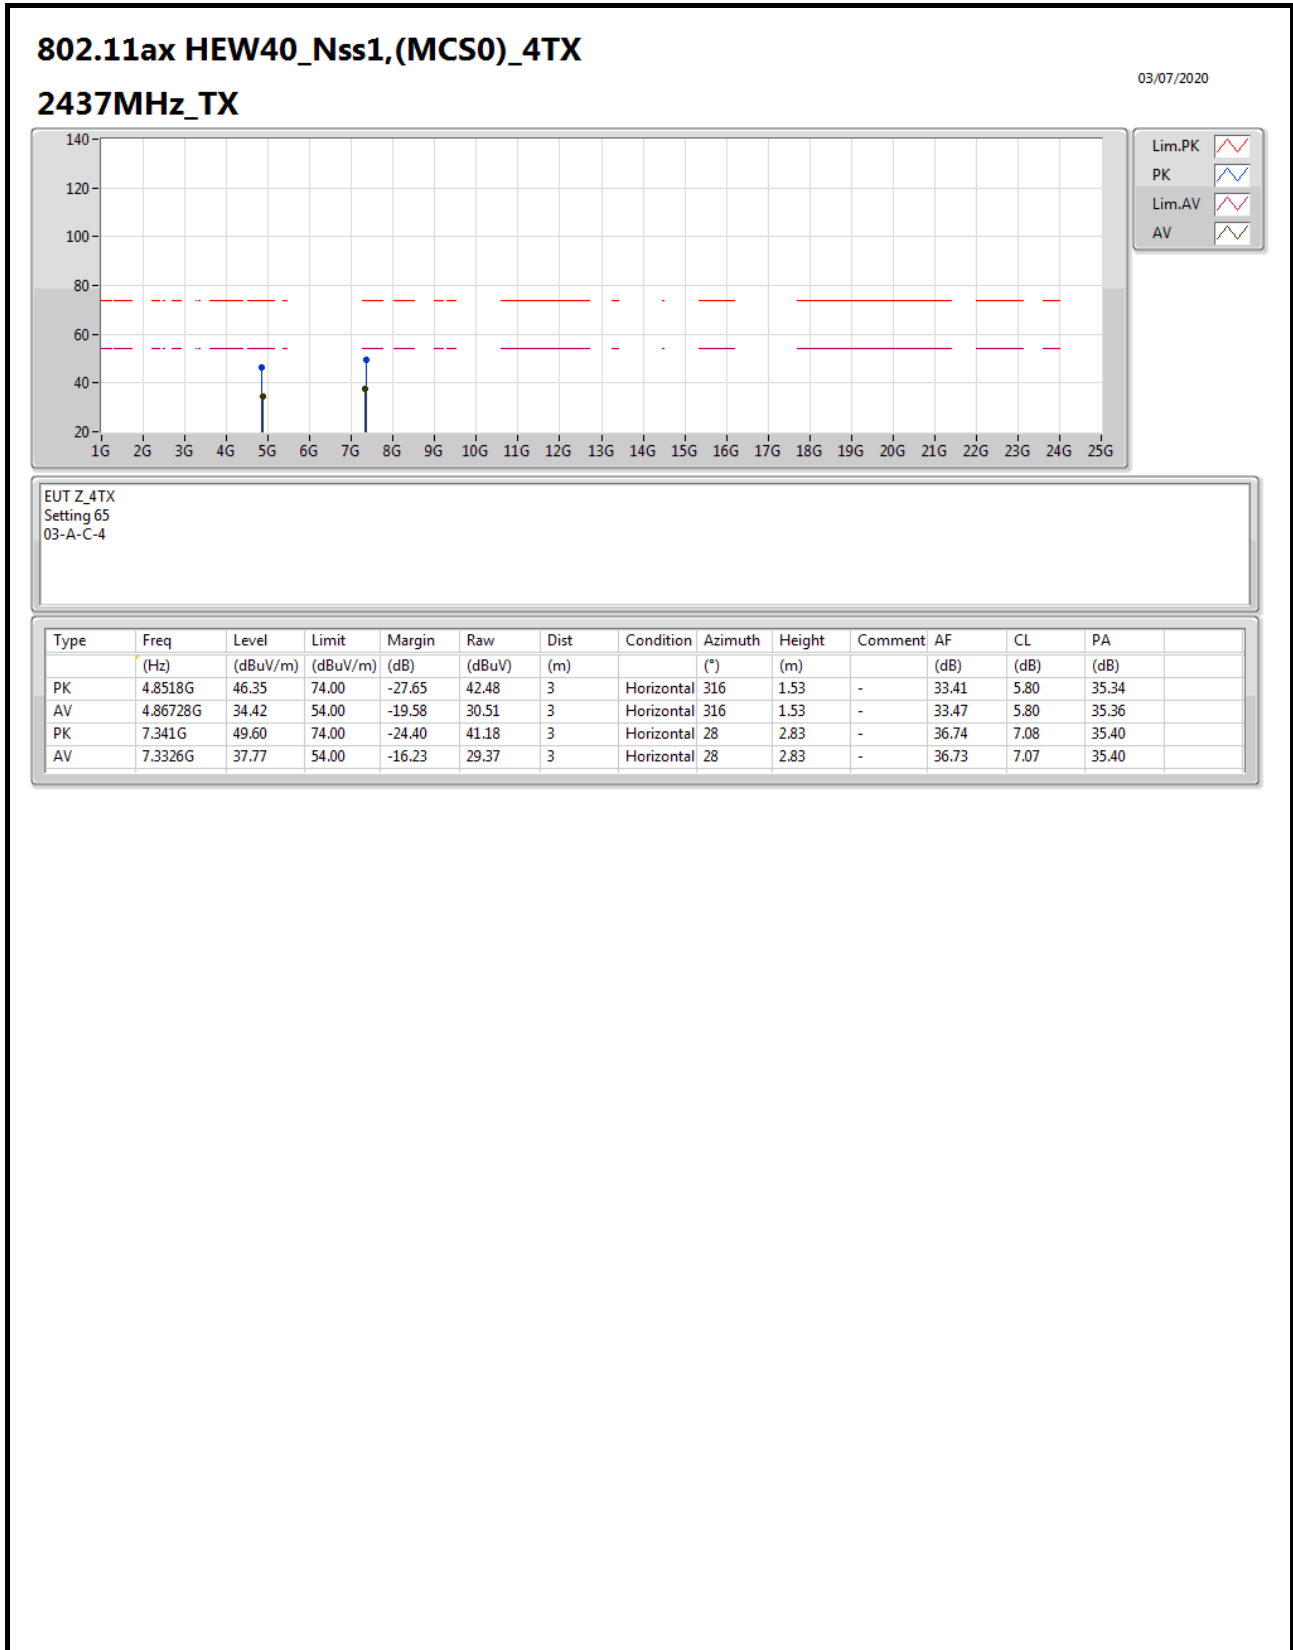 802.11ax HEW40_Nss1,(MCS0)_4TX
03/07/2020
2437MHz_TX
140
120
100
80
60
40
20
1G 2G 3G 4G 5G 6G 7G 8G 9G 10G 11G 12G 13G 14G 15G 16G 17G 18G 19G 20G 21G 22G 23G 24G 25G
Lim.PK
PK
Lim.AV
AV
EUT Z_4TX
Setting 65
03-A-C-4
Type Freq Level Limit Margin Raw Dist Condition Azimuth Height Comment AF CL PA
(Hz) (dBuV/m) (dBuV/m) (dB) (dBuV) (m) (°) (m) (dB) (dB) (dB)
PK 4.8518G 46.35 74.00 -27.65 42.48 3 Horizontal 316 1.53 - 33.41 5.80 35.34
AV 4.86728G 34.42 54.00 -19.58 30.51 3 Horizontal 316 1.53 - 33.47 5.80 35.36
PK 7.341G 49.60 74.00 -24.40 41.18 3 Horizontal 28 2.83 - 36.74 7.08 35.40
AV 7.3326G 37.77 54.00 -16.23 29.37 3 Horizontal 28 2.83 - 36.73 7.07 35.40